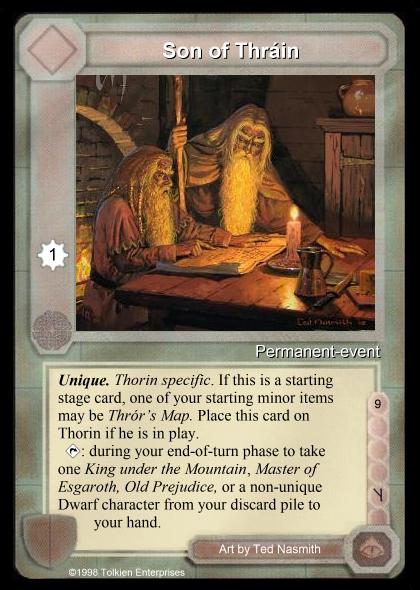 Son of Thráin
1
Ted Nasmith
Permanent-event
Unique. Thorin specific. If this is a starting
stage card, one of your starting minor items
may be Thrór's Map. Place this card on
Thorin if he is in play.
: during your end-of-turn phase to take
one King under the Mountain, Master of
Esgaroth, Old Prejudice, or a non-unique
Dwarf character from your discard pile to
your hand.
9
Art by Ted Nasmith
©1998 Tolkien Enterprises